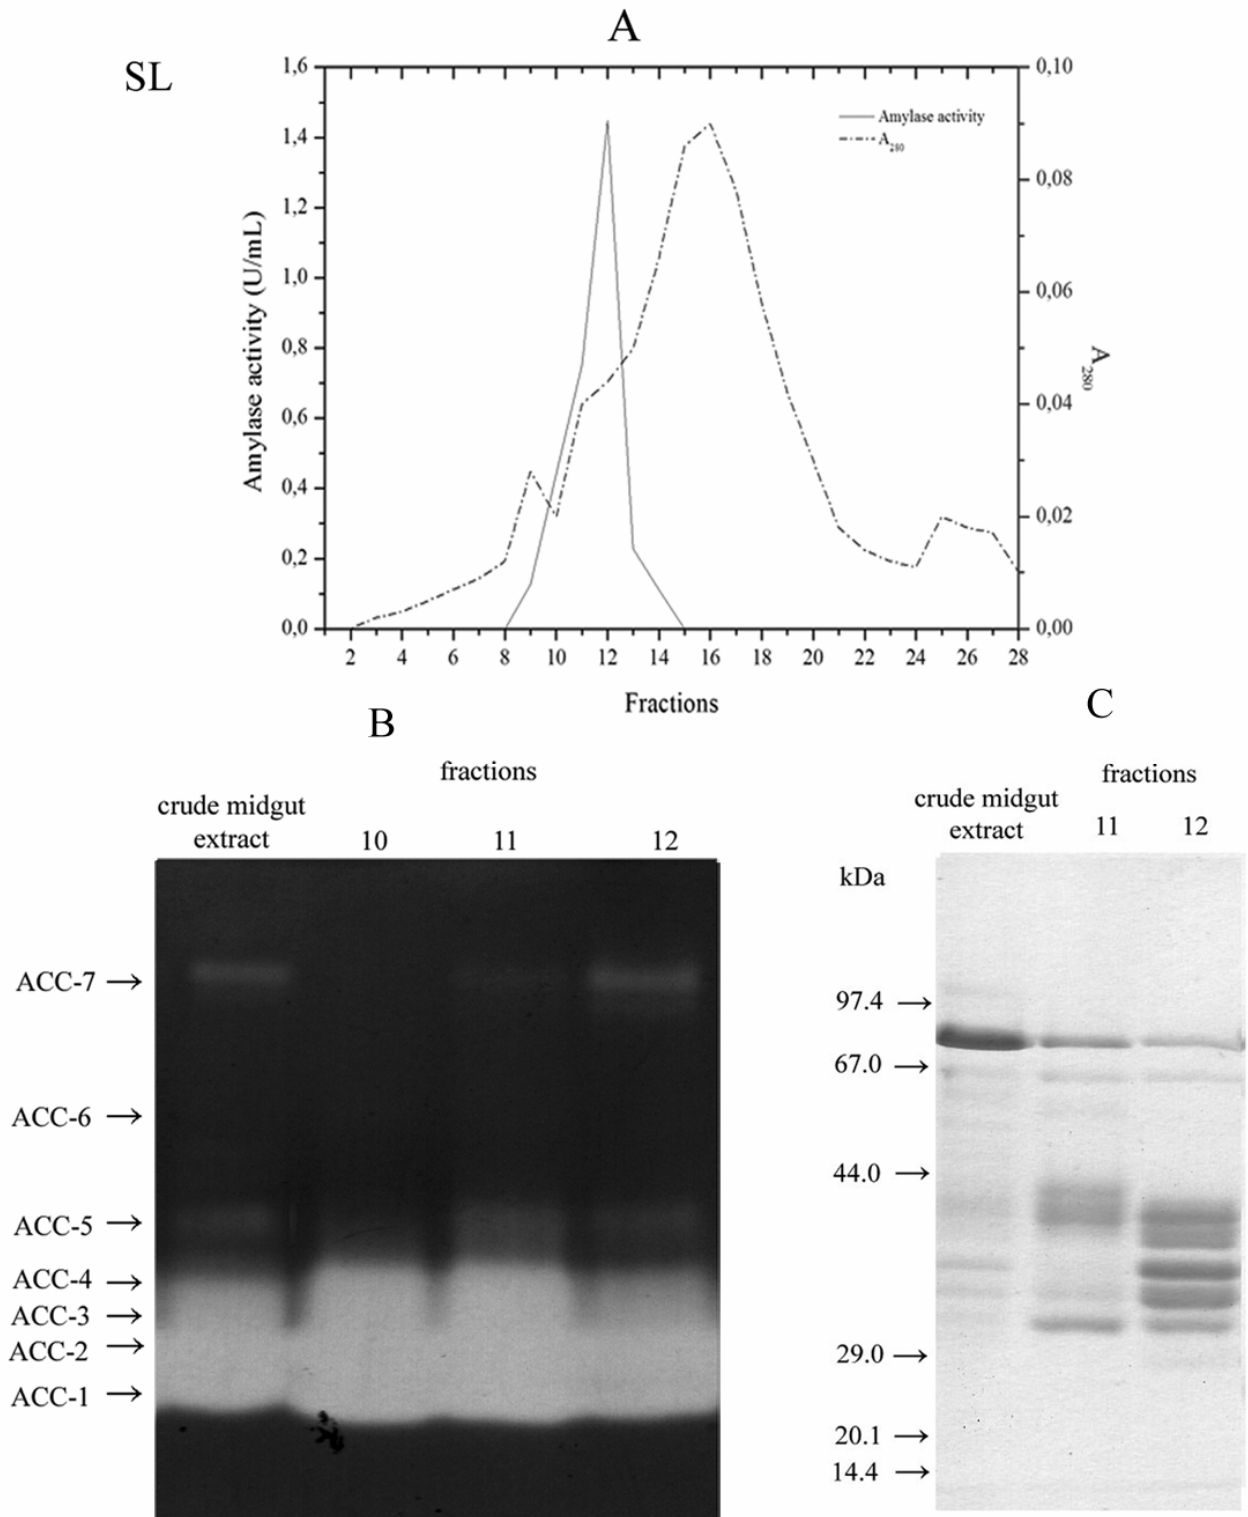 A
SL
1,6
1,4
1,2
1,0
0,8
0,6
0,4
0,2
0,0
Amylase activity (U/mL)
Amylase activity
A280
0,10
0,08
0,06
0,04
0,02
0,00
A280
2 4 6 8 10 12 14 16 18 20 22 24 26 28
Fractions
B
fractions
crude midgut
extract
10 11 12
ACC-7 →
ACC-6 →
ACC-5 →
ACC-4 →
ACC-3 →
ACC-2 →
ACC-1 →
C
fractions
crude midgut
extract
11 12
kDa
97.4 →
67.0 →
44.0 →
29.0 →
20.1 →
14.4 →